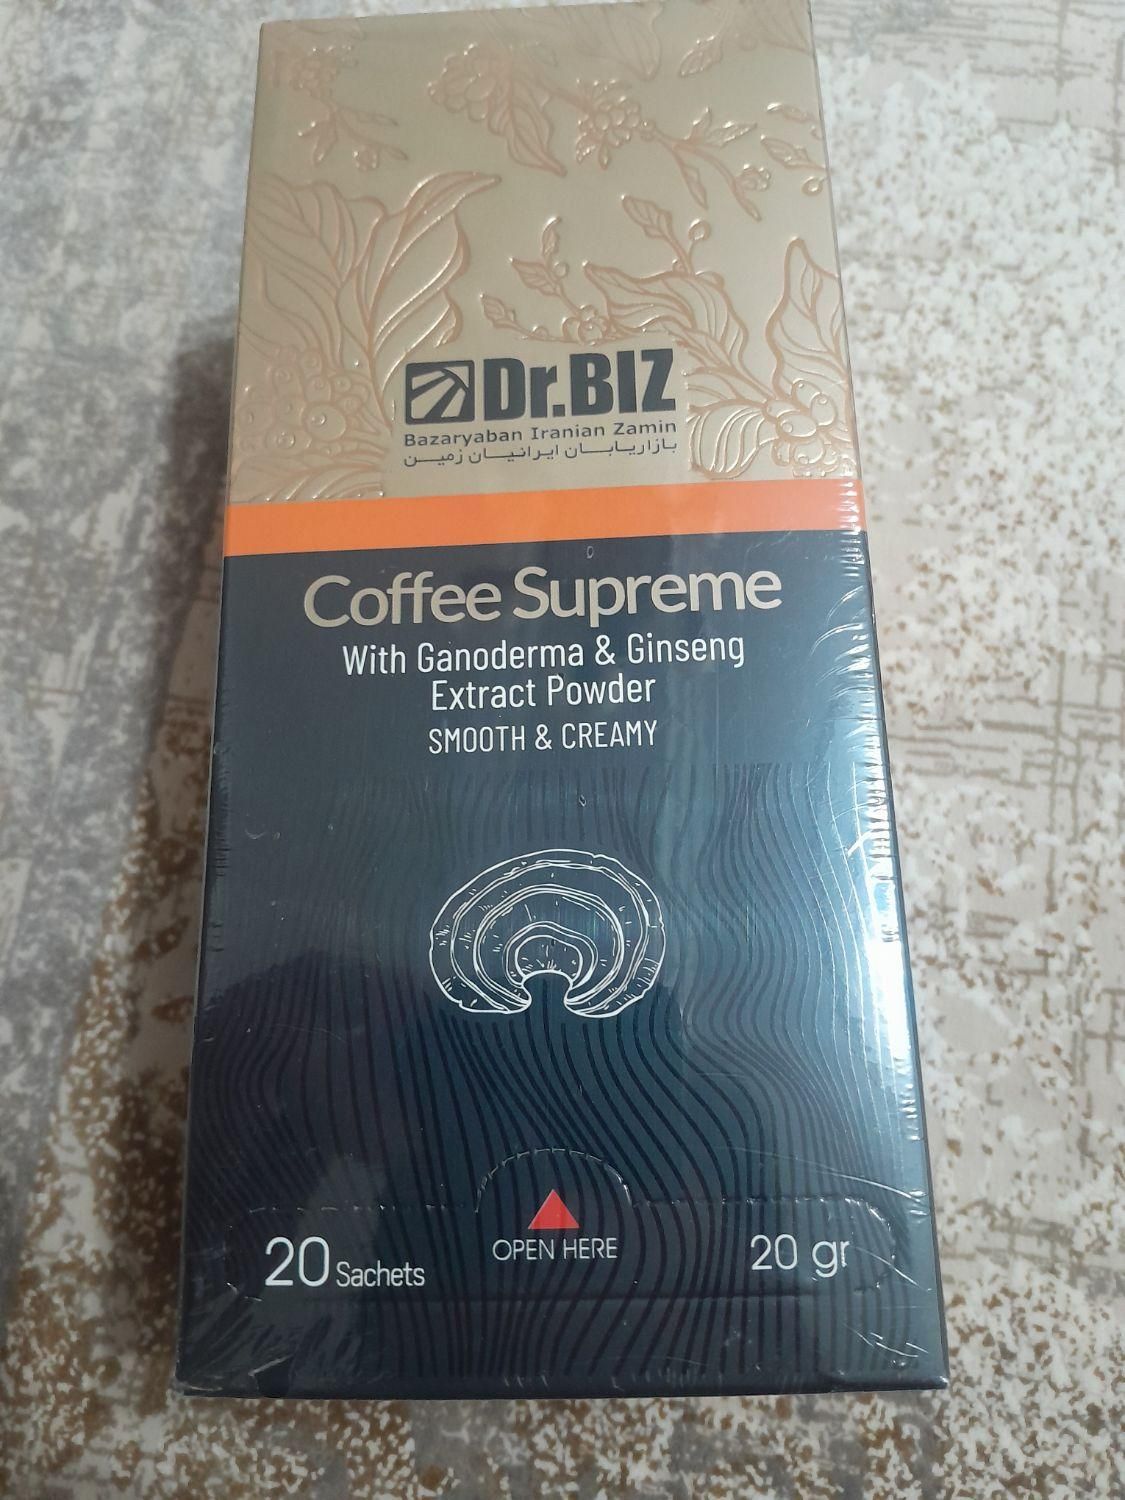 Dr.BIZ
Bazaryaban Iranian Zamin
بازاریابان ایرانیان زمین
Coffee Supreme
With Ganoderma & Ginseng
Extract Powder
SMOOTH & CREAMY
OPEN HERE
20 Sachets
20 gr